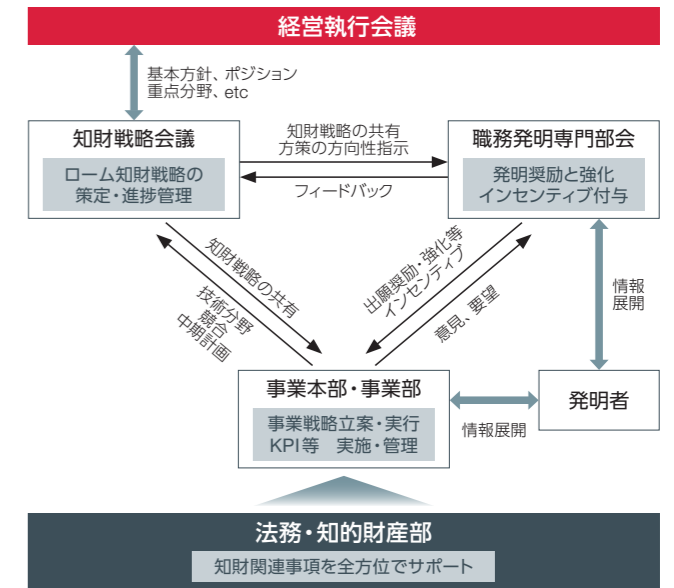 経営執行会議
基本方針、ポジション
重点分野、etc
知財戦略会議
ローム知財戦略の
策定・進捗管理
知財戦略の共有
方策の方向性指示
フィードバック
職務発明専門部会
発明奨励と強化
インセンティブ付与
知財戦略の共有
技術分野
競合
中期計画
出願奨励・強化等
インセンティブ
意見、要望
情報
展開
事業本部・事業部
事業戦略立案・実行
KPI等　実施・管理
情報展開
発明者
法務・知的財産部
知財関連事項を全方位でサポート